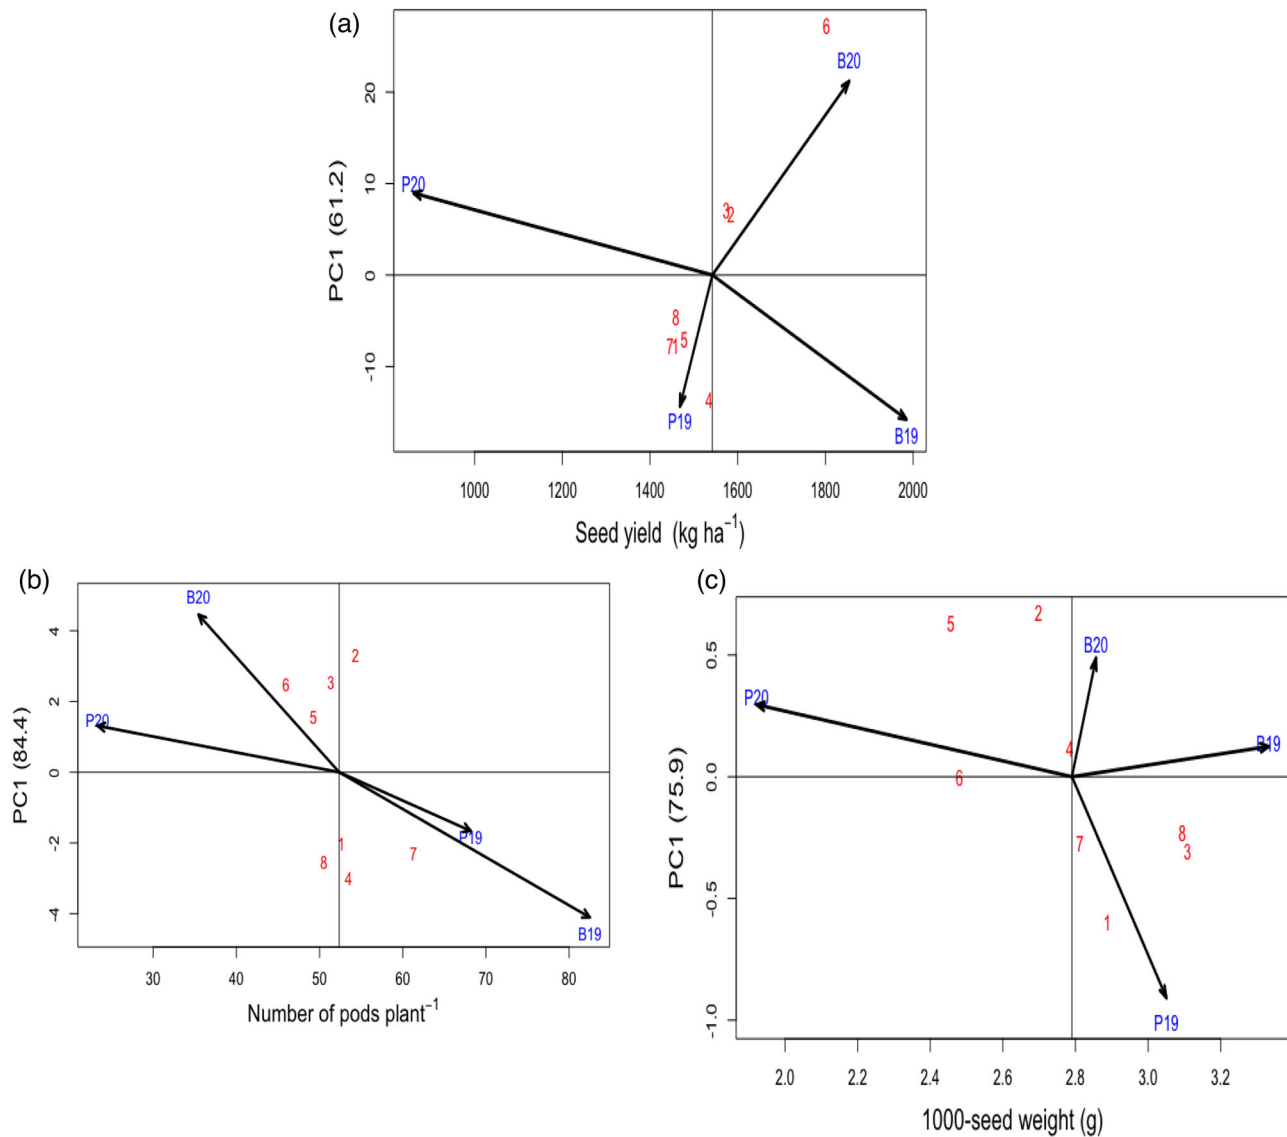 (a)
6
B20
20
P20
10
3
2
PC1 (61.2)
0
8
5
7
1
-10
4
P19
B19
1000 1200 1400 1600 1800 2000
Seed yield (kg ha⁻¹)
(b)
B20
4
2
6
3
2
5
P20
PC1 (84.4)
0
P19
1
-2
8
7
4
-4
B19
30 40 50 60 70 80
Number of pods plant⁻¹
(c)
5
2
0.5
B20
P20
4
B19
0.0
6
PC1 (75.9)
7
8
3
-0.5
1
-1.0
P19
2.0 2.2 2.4 2.6 2.8 3.0 3.2
1000-seed weight (g)